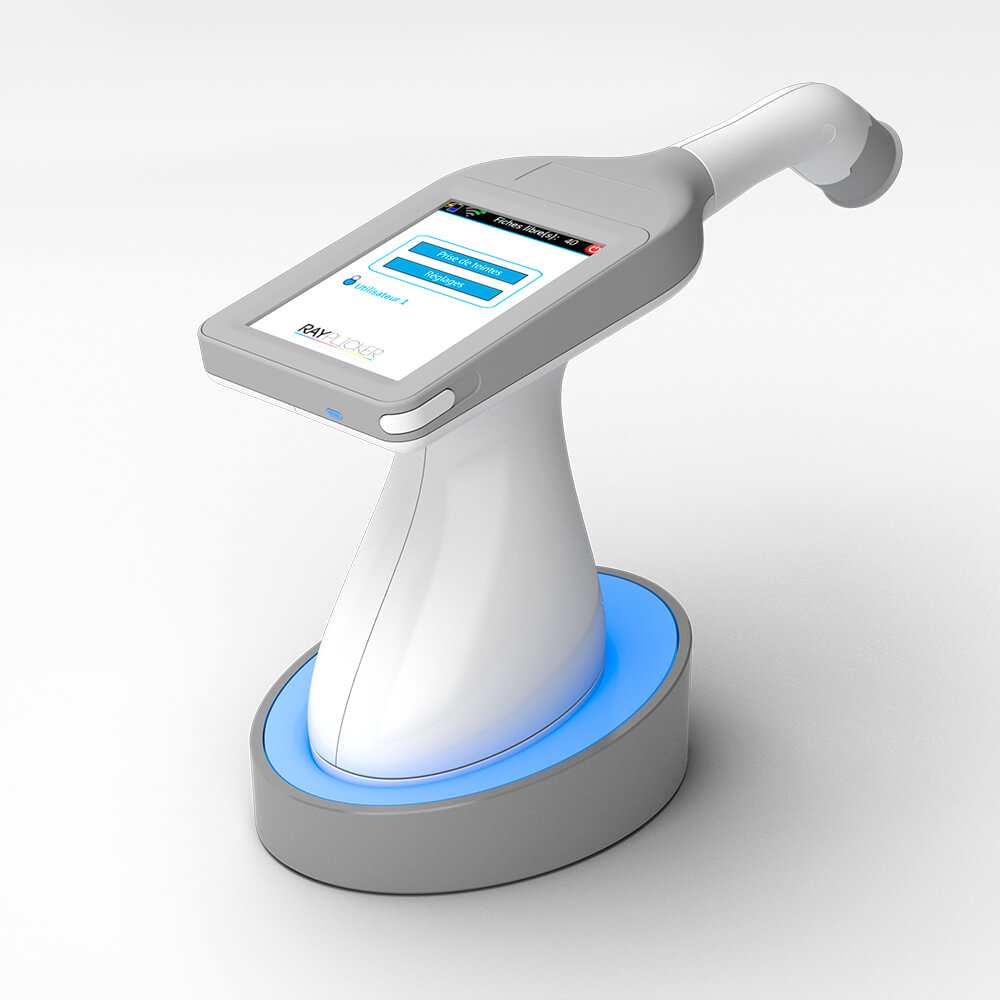 Fiches libre(s): 40
Prise de teintes
Réglages
Utilisateur 1
RAYPLICKER